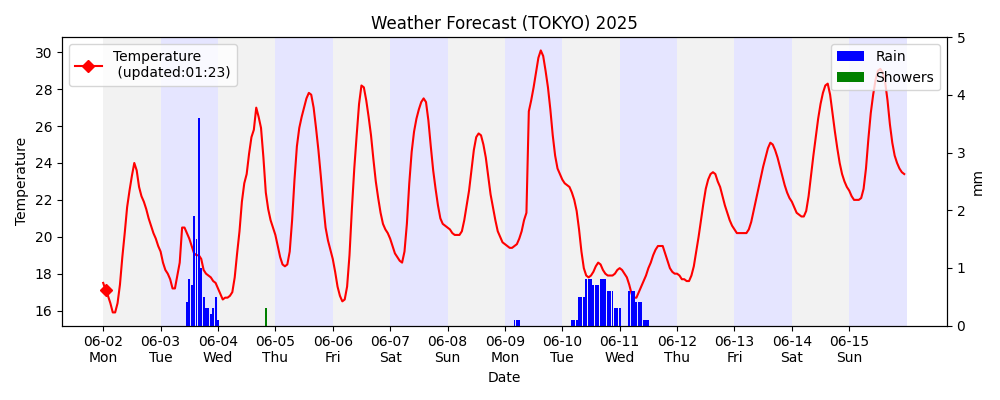 Weather Forecast (TOKYO) 2025
Temperature
(updated:01:23)
Rain
Showers
Temperature
30
28
26
24
22
20
18
16
5
4
3
2
1
0
mm
06-02 06-03 06-04 06-05 06-06 06-07 06-08 06-09 06-10 06-11 06-12 06-13 06-14 06-15
Mon Tue Wed Thu Fri Sat Sun Mon Tue Wed Thu Fri Sat Sun
Date